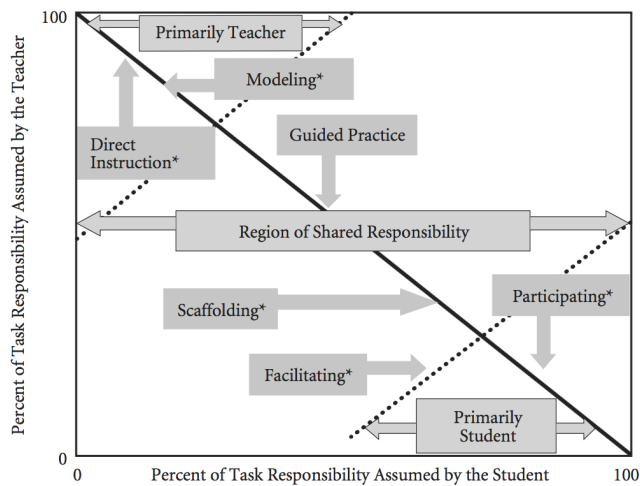 Percent of Task Responsibility Assumed by the Teacher
100
Primarily Teacher
Modeling*
Direct
Instruction*
Guided Practice
Region of Shared Responsibility
Scaffolding*
Participating*
Facilitating*
Primarily
Student
0
0
100
Percent of Task Responsibility Assumed by the Student